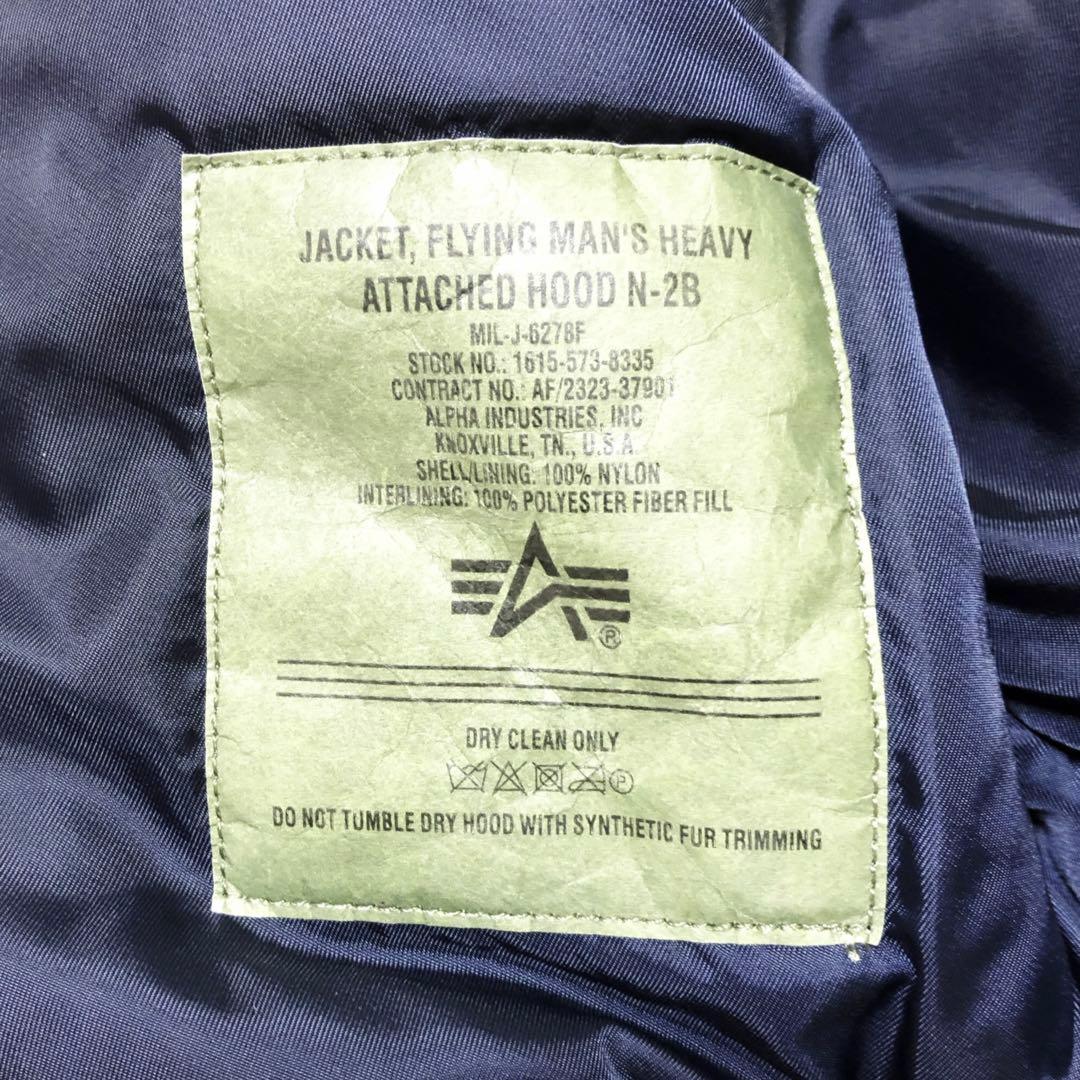 JACKET, FLYING MAN'S HEAVY
ATTACHED HOOD N-2B
MIL-J-6278F
STOCK NO.: 1615-573-8335
CONTRACT NO.: AF/2323-37901
ALPHA INDUSTRIES, INC
KNOXVILLE, TN., U.S.A
SHELL/LINING: 100% NYLON
INTERLINING: 100% POLYESTER FIBER FILL
®
DRY CLEAN ONLY
P
DO NOT TUMBLE DRY HOOD WITH SYNTHETIC FUR TRIMMING